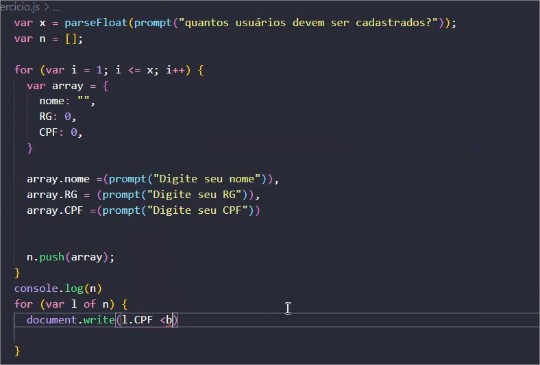 ercicio.js > ...
var x = parseFloat(prompt("quantos usuários devem ser cadastrados?"));
var n = [];
for (var i = 1; i <= x; i++) {
var array = {
nome: "",
RG: 0,
CPF: 0,
}
array.nome =(prompt("Digite seu nome")),
array.RG = (prompt("Digite seu RG")),
array.CPF =(prompt("Digite seu CPF"))
n.push(array);
}
console.log(n)
for (var l of n) {
document.write(l.CPF <b)
}